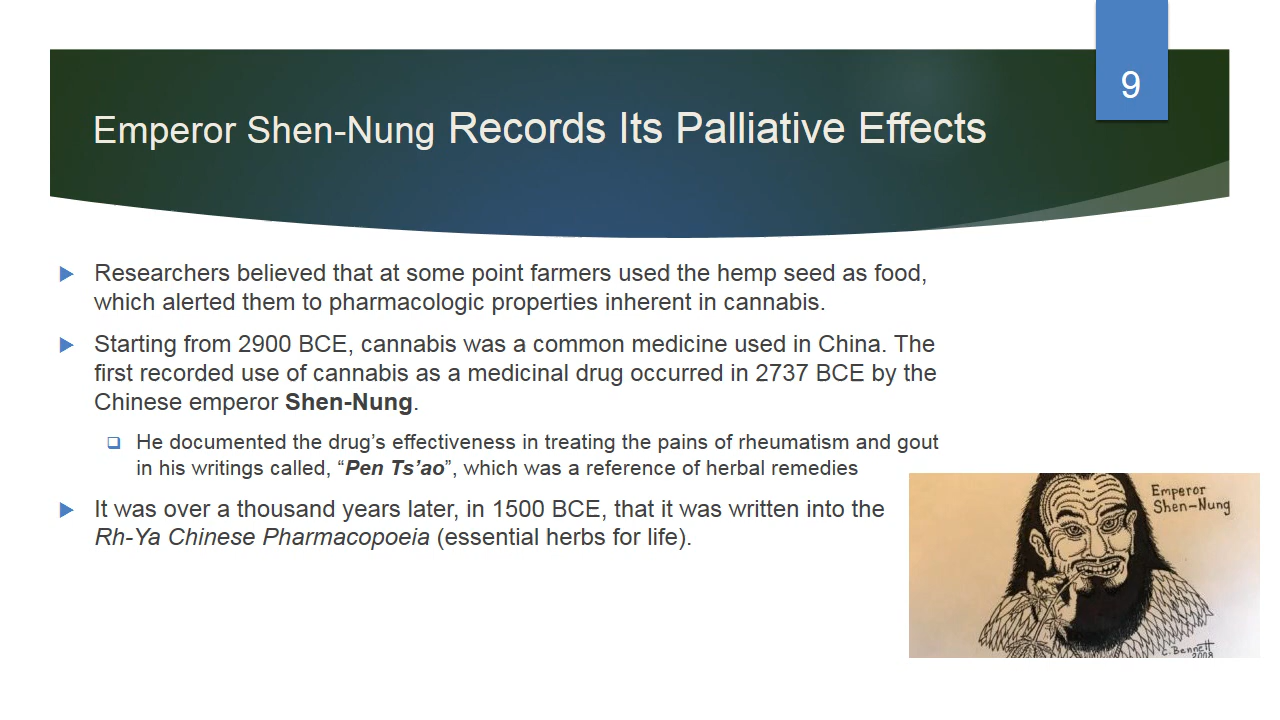 9
Emperor Shen-Nung Records Its Palliative Effects
Researchers believed that at some point farmers used the hemp seed as food,
which alerted them to pharmacologic properties inherent in cannabis.
Starting from 2900 BCE, cannabis was a common medicine used in China. The
first recorded use of cannabis as a medicinal drug occurred in 2737 BCE by the
Chinese emperor Shen-Nung.
He documented the drug’s effectiveness in treating the pains of rheumatism and gout
in his writings called, “Pen Ts’ao”, which was a reference of herbal remedies
It was over a thousand years later, in 1500 BCE, that it was written into the
Rh-Ya Chinese Pharmacopoeia (essential herbs for life).
Emperor
Shen-Nung
C. Bennett
2008